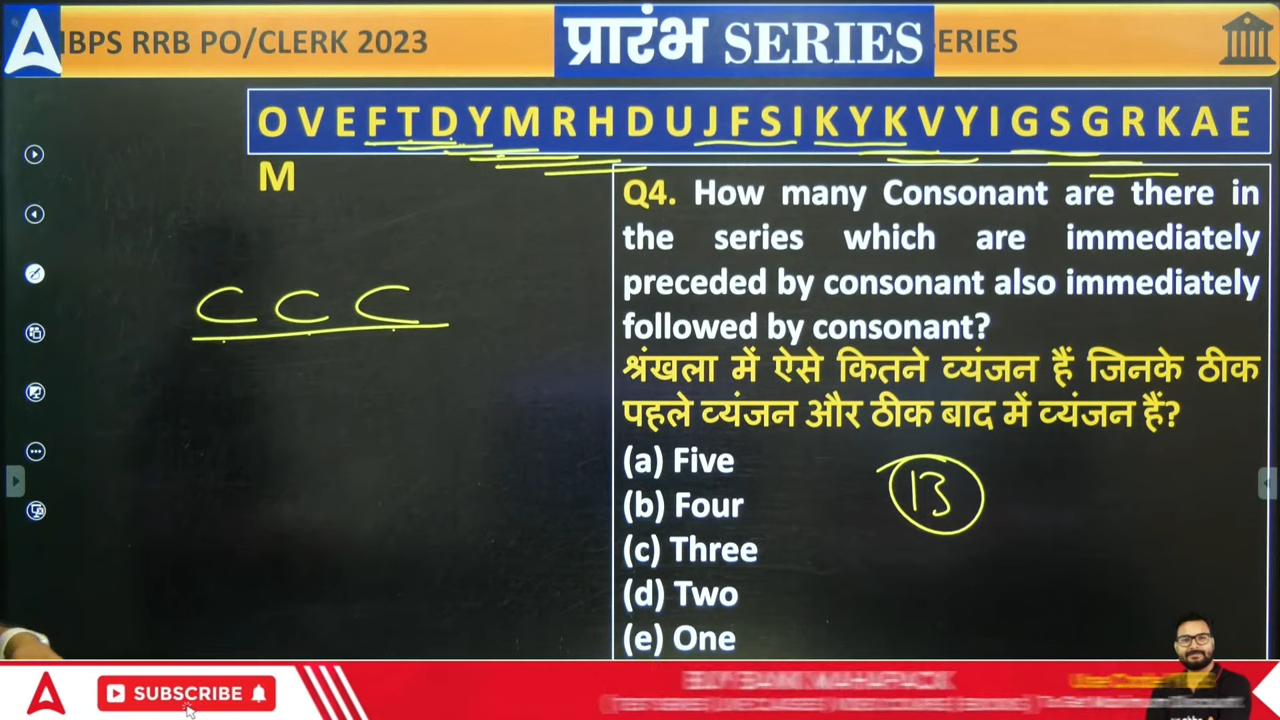 IBPS RRB PO/CLERK 2023
प्रारंभ SERIES
ERIES
O V E F T D Y M R H D U J F S I K Y K V Y I G S G R K A E
M
Q4. How many Consonant are there in
the series which are immediately
preceded by consonant also immediately
followed by consonant?
श्रंखला में ऐसे कितने व्यंजन हैं जिनके ठीक
पहले व्यंजन और ठीक बाद में व्यंजन हैं?
C C C
(a) Five
(b) Four
(c) Three
(d) Two
(e) One
13
SUBSCRIBE